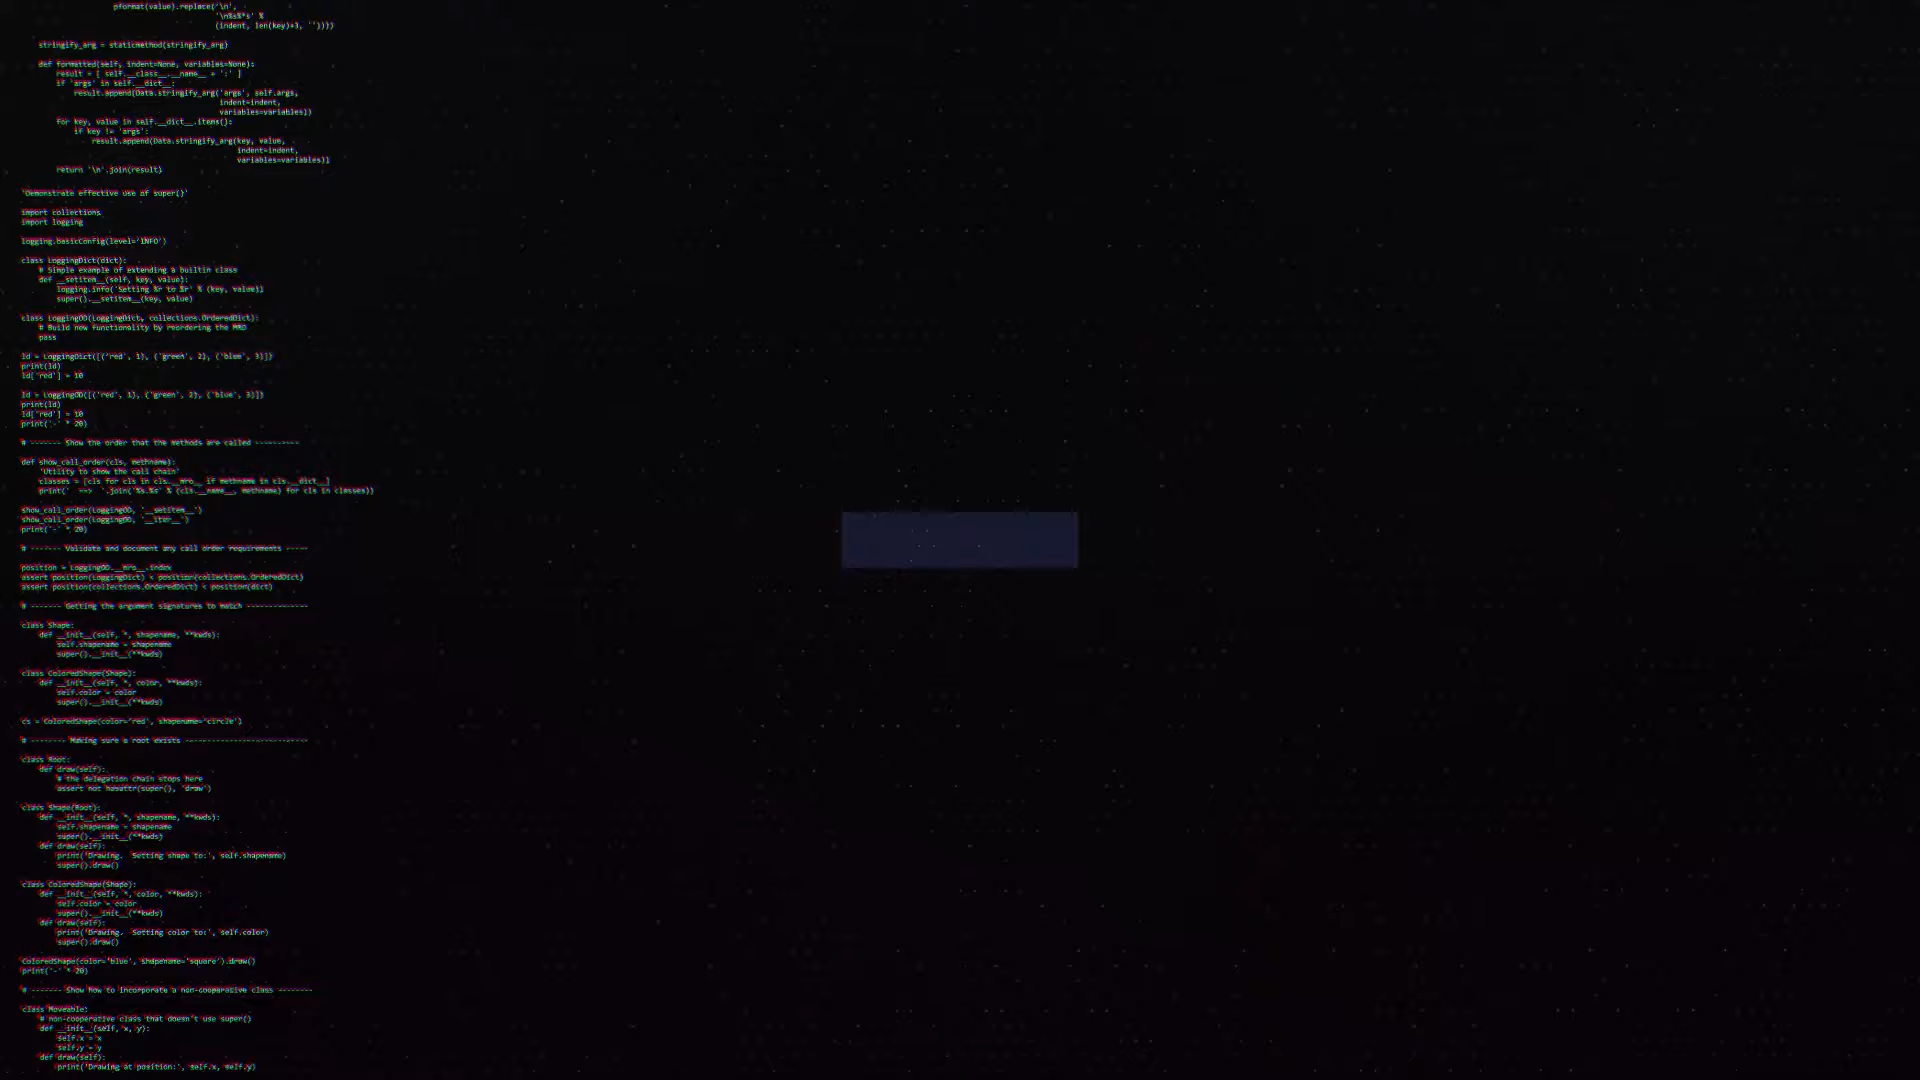 pformat(value).replace('\n',
'\n%s%s' %
(indent, len(key)+3, ''))))
stringify_arg = staticmethod(stringify_arg)
def formatted(self, indent=None, variables=None):
result = [ self.__class__.__name__ + ':' ]
if 'args' in self.__dict__:
result.append(Data.stringify_arg('args', self.args,
indent=indent,
variables=variables))
for key, value in self.__dict__.items():
if key != 'args':
result.append(Data.stringify_arg(key, value,
indent=indent,
variables=variables))
return '\n'.join(result)
'Demonstrate effective use of super()'
import collections
import logging
logging.basicConfig(level='INFO')
class LoggingDict(dict):
# Simple example of extending a builtin class
def __setitem__(self, key, value):
logging.info('Setting %r to %r' % (key, value))
super().__setitem__(key, value)
class LoggingOD(LoggingDict, collections.OrderedDict):
# Build new functionality by reordering the MRO
pass
ld = LoggingDict([('red', 1), ('green', 2), ('blue', 3)])
print(ld)
ld['red'] = 10
ld = LoggingOD([('red', 1), ('green', 2), ('blue', 3)])
print(ld)
ld['red'] = 10
print('-' * 20)
# ------- Show the order that the methods are called ----------
def show_call_order(cls, methname):
'Utility to show the call chain'
classes = [cls for cls in cls.__mro__ if methname in cls.__dict__]
print('  ==>  '.join('%s.%s' % (cls.__name__, methname) for cls in classes))
show_call_order(LoggingOD, '__setitem__')
show_call_order(LoggingOD, '__iter__')
print('-' * 20)
# ------- Validate and document any call order requirements -----
position = LoggingOD.__mro__.index
assert position(LoggingDict) < position(collections.OrderedDict)
assert position(collections.OrderedDict) < position(dict)
# ------- Getting the argument signatures to match --------------
class Shape:
def __init__(self, *, shapename, **kwds):
self.shapename = shapename
super().__init__(**kwds)
class ColoredShape(Shape):
def __init__(self, *, color, **kwds):
self.color = color
super().__init__(**kwds)
cs = ColoredShape(color='red', shapename='circle')
# -------- Making sure a root exists ----------------------------
class Root:
def draw(self):
# the delegation chain stops here
assert not hasattr(super(), 'draw')
class Shape(Root):
def __init__(self, *, shapename, **kwds):
self.shapename = shapename
super().__init__(**kwds)
def draw(self):
print('Drawing.  Setting shape to:', self.shapename)
super().draw()
class ColoredShape(Shape):
def __init__(self, *, color, **kwds):
self.color = color
super().__init__(**kwds)
def draw(self):
print('Drawing.  Setting color to:', self.color)
super().draw()
ColoredShape(color='blue', shapename='square').draw()
print('-' * 20)
# ------- Show how to incorporate a non-cooperative class --------
class Moveable:
# non-cooperative class that doesn't use super()
def __init__(self, x, y):
self.x = x
self.y = y
def draw(self):
print('Drawing at position:', self.x, self.y)